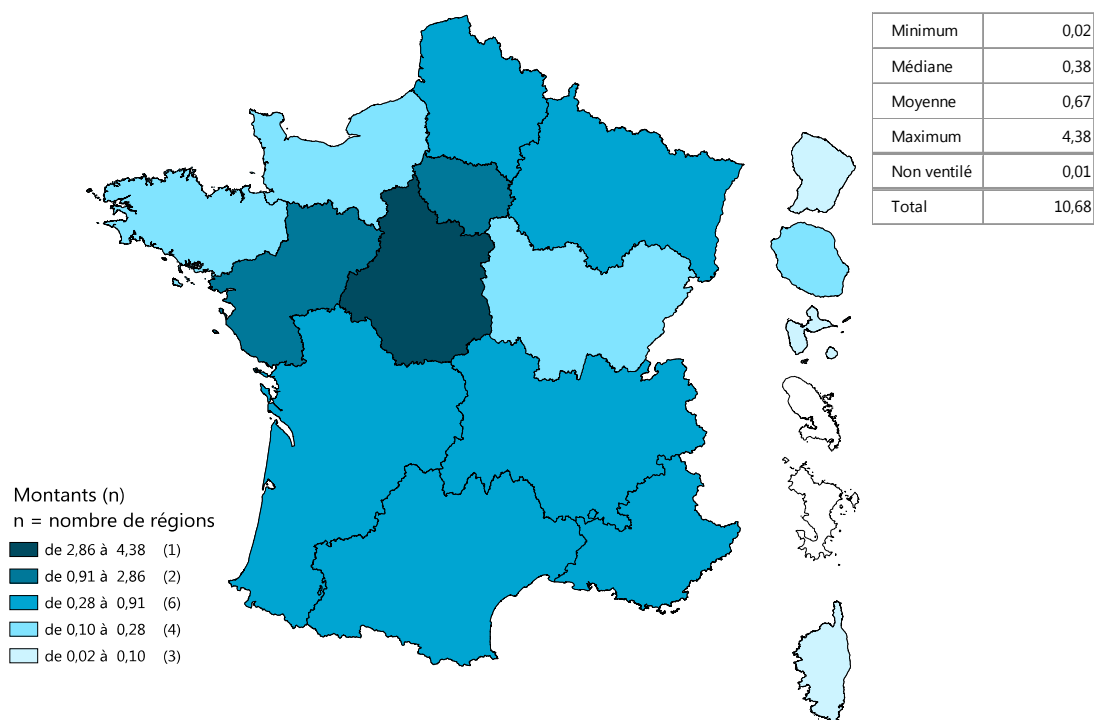 Minimum 0,02
Médiane 0,38
Moyenne 0,67
Maximum 4,38
Non ventilé 0,01
Total 10,68
Montants (n)
n = nombre de régions
de 2,86 à 4,38 (1)
de 0,91 à 2,86 (2)
de 0,28 à 0,91 (6)
de 0,10 à 0,28 (4)
de 0,02 à 0,10 (3)